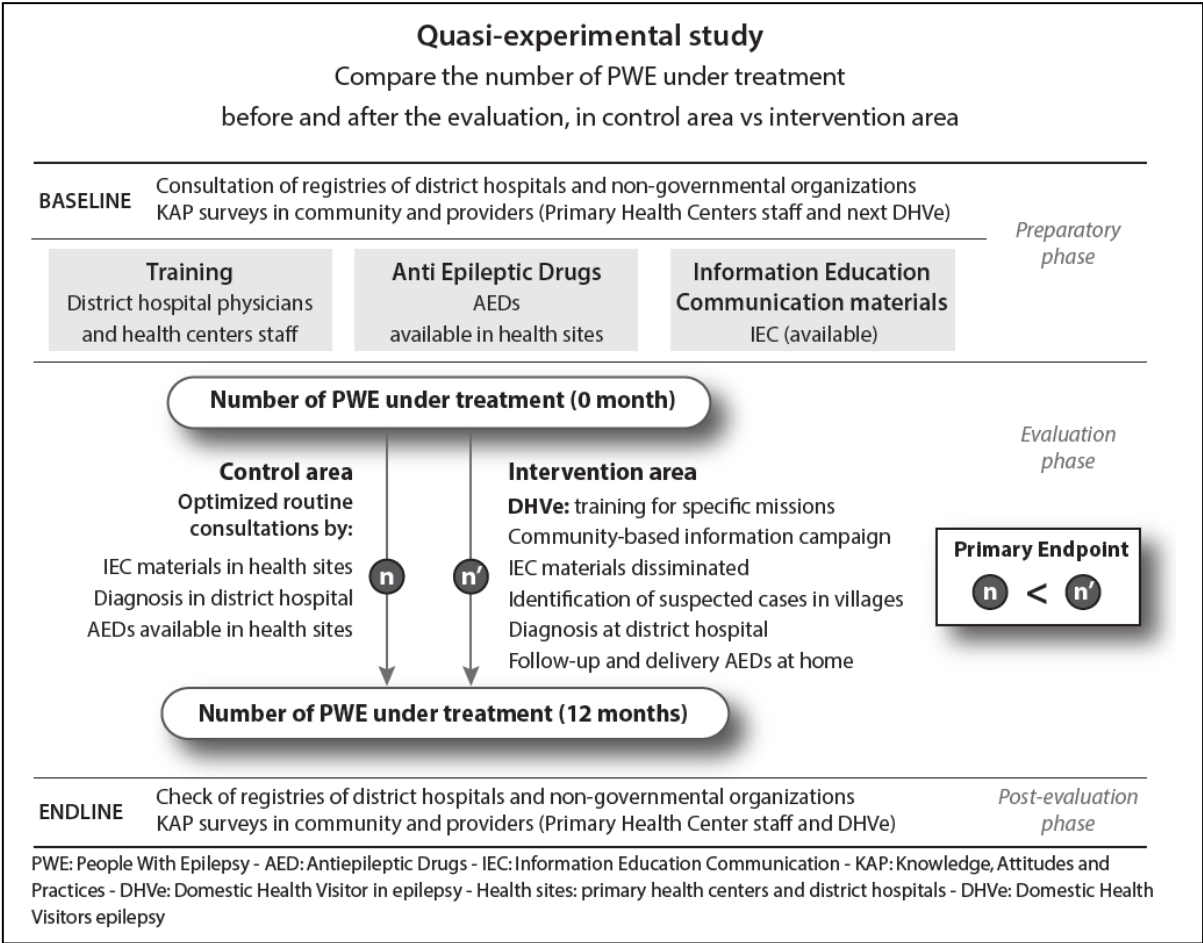 Quasi-experimental study
Compare the number of PWE under treatment
before and after the evaluation, in control area vs intervention area
BASELINE
Consultation of registries of district hospitals and non-governmental organizations
KAP surveys in community and providers (Primary Health Centers staff and next DHVe)
Preparatory
phase
Training
District hospital physicians
and health centers staff
Anti Epileptic Drugs
AEDs
available in health sites
Information Education
Communication materials
IEC (available)
Number of PWE under treatment (0 month)
Evaluation
phase
Control area
Optimized routine
consultations by:
IEC materials in health sites
Diagnosis in district hospital
AEDs available in health sites
n
n′
Intervention area
DHVe: training for specific missions
Community-based information campaign
IEC materials dissiminated
Identification of suspected cases in villages
Diagnosis at district hospital
Follow-up and delivery AEDs at home
Primary Endpoint
n < n′
Number of PWE under treatment (12 months)
ENDLINE
Check of registries of district hospitals and non-governmental organizations
KAP surveys in community and providers (Primary Health Center staff and DHVe)
Post-evaluation
phase
PWE: People With Epilepsy - AED: Antiepileptic Drugs - IEC: Information Education Communication - KAP: Knowledge, Attitudes and
Practices - DHVe: Domestic Health Visitor in epilepsy - Health sites: primary health centers and district hospitals - DHVe: Domestic Health
Visitors epilepsy